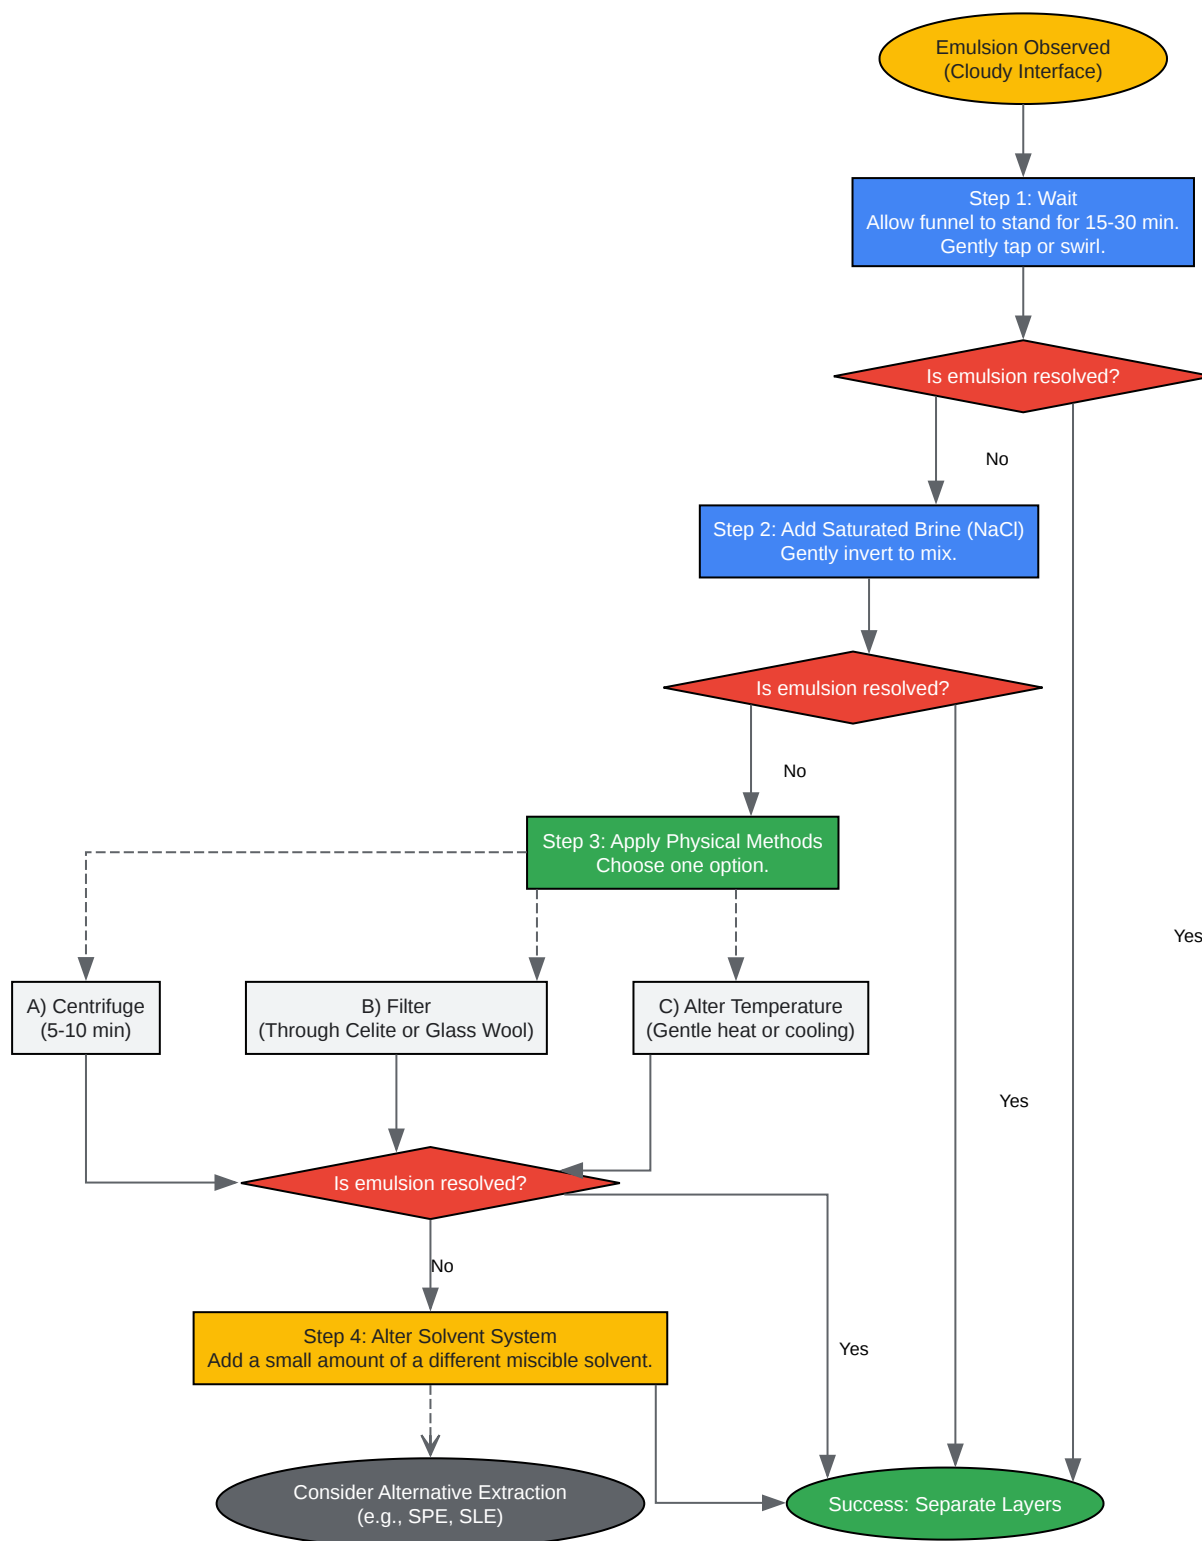 Emulsion Observed
(Cloudy Interface)
Step 1: Wait
Allow funnel to stand for 15-30 min.
Gently tap or swirl.
Is emulsion resolved?
No
Step 2: Add Saturated Brine (NaCl)
Gently invert to mix.
Is emulsion resolved?
No
Step 3: Apply Physical Methods
Choose one option.
Yes
A) Centrifuge
(5-10 min)
B) Filter
(Through Celite or Glass Wool)
C) Alter Temperature
(Gentle heat or cooling)
Yes
Is emulsion resolved?
No
Step 4: Alter Solvent System
Add a small amount of a different miscible solvent.
Yes
Consider Alternative Extraction
(e.g., SPE, SLE)
Success: Separate Layers